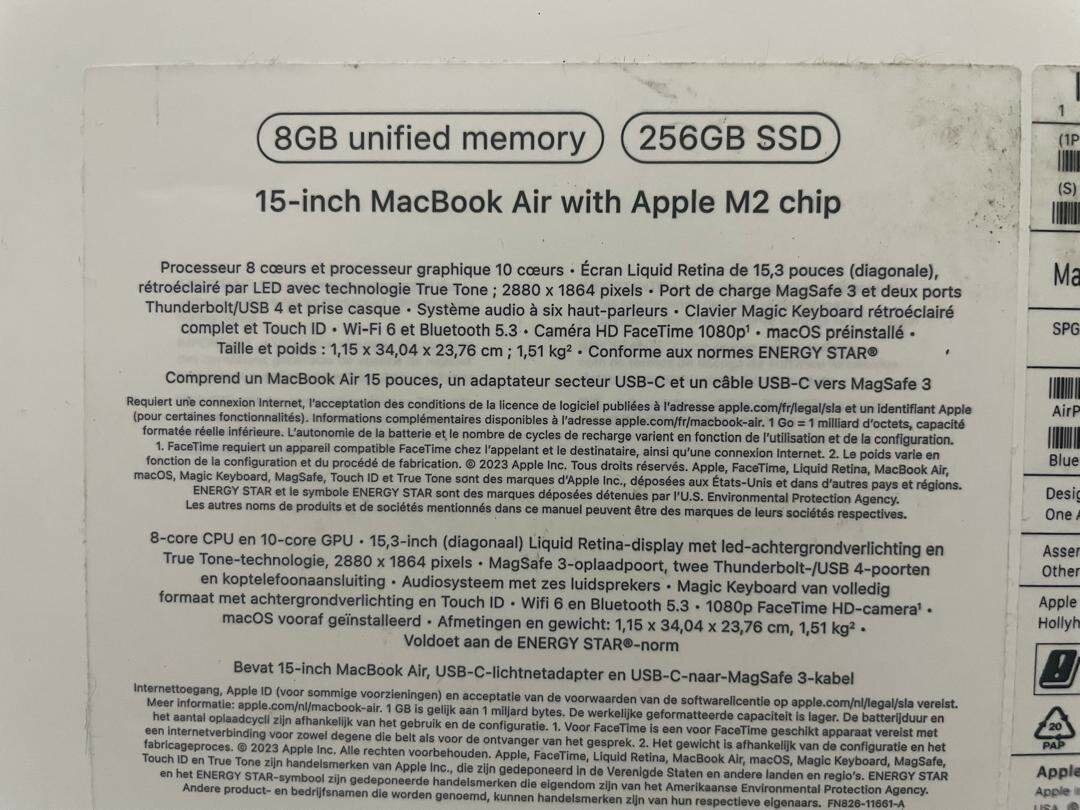 8GB unified memory
256GB SSD
15-inch MacBook Air with Apple M2 chip
Processeur 8 cœurs et processeur graphique 10 cœurs • Écran Liquid Retina de 15,3 pouces (diagonale),
rétroéclairé par LED avec technologie True Tone ; 2880 x 1864 pixels • Port de charge MagSafe 3 et deux ports
Thunderbolt/USB 4 et prise casque • Système audio à six haut-parleurs • Clavier Magic Keyboard rétroéclairé
complet et Touch ID • Wi-Fi 6 et Bluetooth 5.3 • Caméra HD FaceTime 1080p¹ • macOS préinstallé •
Taille et poids : 1,15 x 34,04 x 23,76 cm ; 1,51 kg² • Conforme aux normes ENERGY STAR®
Comprend un MacBook Air 15 pouces, un adaptateur secteur USB-C et un câble USB-C vers MagSafe 3
Requiert une connexion Internet, l'acceptation des conditions de la licence de logiciel publiées à l'adresse apple.com/fr/legal/sla et un identifiant Apple
(pour certaines fonctionnalités). Informations complémentaires disponibles à l'adresse apple.com/fr/macbook-air. 1 Go = 1 milliard d'octets, capacité
formatée réelle inférieure. L'autonomie de la batterie et le nombre de cycles de recharge varient en fonction de l'utilisation et de la configuration.
1. FaceTime requiert un appareil compatible FaceTime chez l'appelant et le destinataire, ainsi qu'une connexion Internet. 2. Le poids varie en
fonction de la configuration et du procédé de fabrication. © 2023 Apple Inc. Tous droits réservés. Apple, FaceTime, Liquid Retina, MacBook Air,
macOS, Magic Keyboard, MagSafe, Touch ID et True Tone sont des marques d'Apple Inc., déposées aux États-Unis et dans d'autres pays et régions.
ENERGY STAR et le symbole ENERGY STAR sont des marques déposées détenues par l'U.S. Environmental Protection Agency.
Les autres noms de produits et de sociétés mentionnés dans ce manuel peuvent être des marques de leurs sociétés respectives.
8-core CPU en 10-core GPU • 15,3-inch (diagonaal) Liquid Retina-display met led-achtergrondverlichting en
True Tone-technologie, 2880 x 1864 pixels • MagSafe 3-oplaadpoort, twee Thunderbolt-/USB 4-poorten
en koptelefoonaansluiting • Audiosysteem met zes luidsprekers • Magic Keyboard van volledig
formaat met achtergrondverlichting en Touch ID • Wifi 6 en Bluetooth 5.3 • 1080p FaceTime HD-camera¹ •
macOS vooraf geïnstalleerd • Afmetingen en gewicht: 1,15 x 34,04 x 23,76 cm, 1,51 kg² •
Voldoet aan de ENERGY STAR®-norm
Bevat 15-inch MacBook Air, USB-C-lichtnetadapter en USB-C-naar-MagSafe 3-kabel
Internettoegang, Apple ID (voor sommige voorzieningen) en acceptatie van de voorwaarden van de softwarelicentie op apple.com/nl/legal/sla vereist.
Meer informatie: apple.com/nl/macbook-air. 1 GB is gelijk aan 1 miljard bytes. De werkelijke geformatteerde capaciteit is lager. De batterijduur en
het aantal oplaadcycli zijn afhankelijk van het gebruik en de configuratie. 1. Voor FaceTime is een voor FaceTime geschikt apparaat vereist met
een internetverbinding voor zowel degene die belt als voor de ontvanger van het gesprek. 2. Het gewicht is afhankelijk van de configuratie en het
fabricageproces. © 2023 Apple Inc. Alle rechten voorbehouden. Apple, FaceTime, Liquid Retina, MacBook Air, macOS, Magic Keyboard, MagSafe,
Touch ID en True Tone zijn handelsmerken van Apple Inc., die zijn gedeponeerd in de Verenigde Staten en andere landen en regio's. ENERGY STAR
en het ENERGY STAR-symbool zijn gedeponeerde handelsmerken die eigendom zijn van het Amerikaanse Environmental Protection Agency.
Andere product- en bedrijfsnamen die worden genoemd, kunnen handelsmerken zijn van hun respectieve eigenaars. FN826-11661-A
1
(1P
(S)
Ma
SPG
AirP
Blue
Desig
One A
Asser
Other
Apple
Hollyh
20
PAP
Apple
Apple
USA